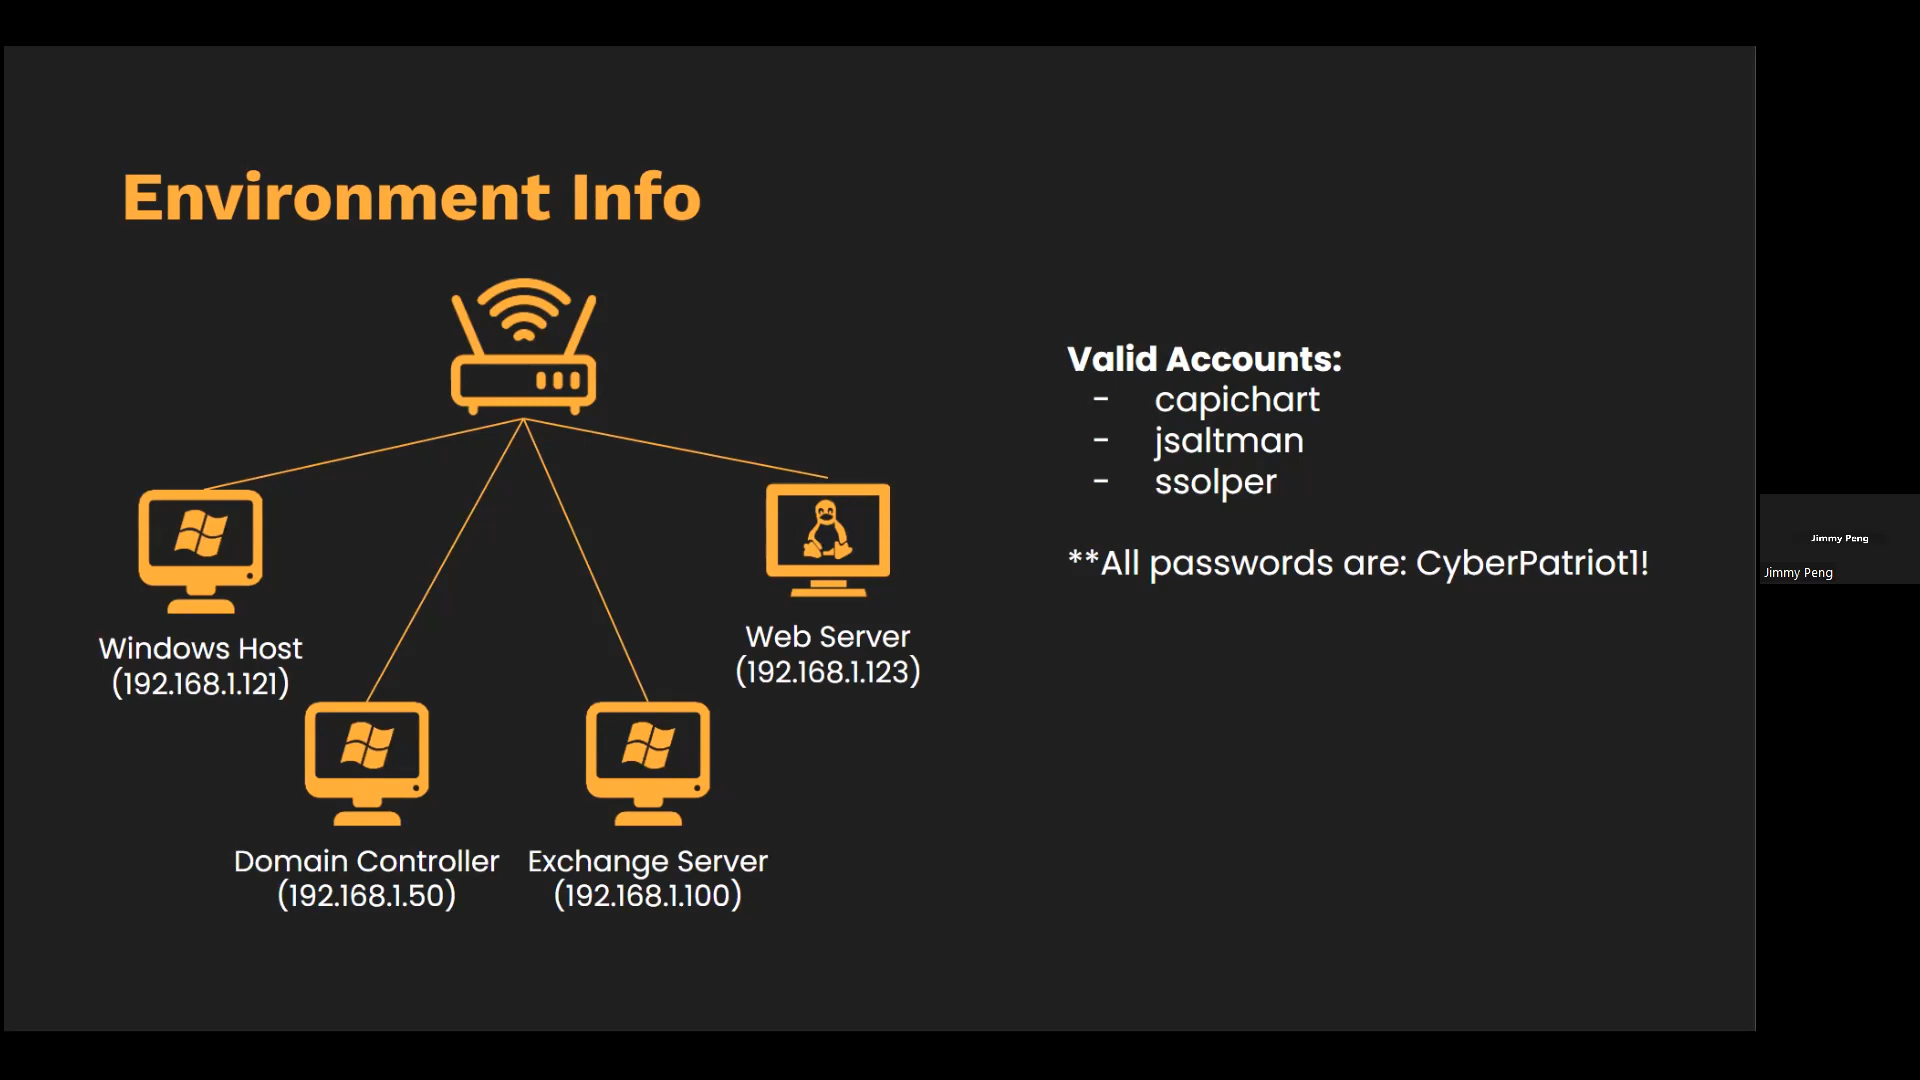 Environment Info
Valid Accounts:
- capichart
- jsaltman
- ssolper
**All passwords are: CyberPatriot1!
Windows Host
(192.168.1.121)
Web Server
(192.168.1.123)
Domain Controller
(192.168.1.50)
Exchange Server
(192.168.1.100)
Jimmy Peng
Jimmy Peng